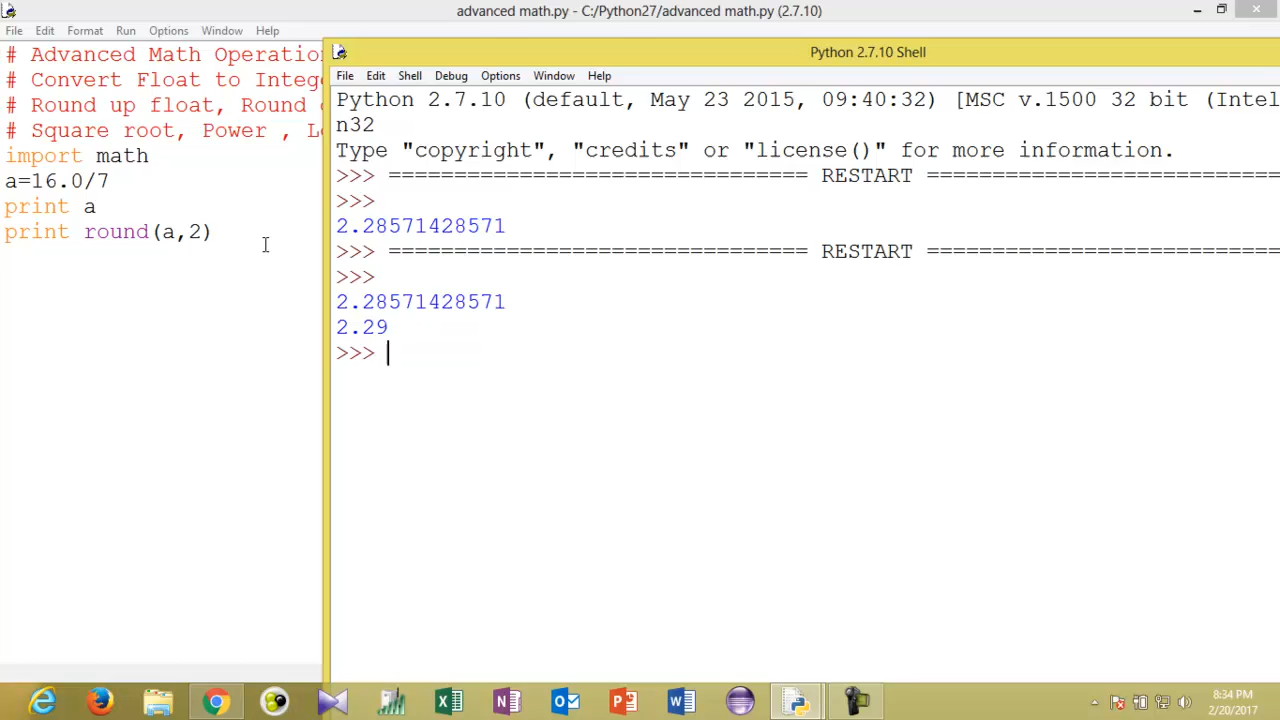 advanced math.py - C:/Python27/advanced math.py (2.7.10)
File Edit Format Run Options Window Help
# Advanced Math Operation
# Convert Float to Intege
# Round up float, Round
# Square root, Power , Lo
import math
a=16.0/7
print a
print round(a,2)
Python 2.7.10 Shell
File Edit Shell Debug Options Window Help
Python 2.7.10 (default, May 23 2015, 09:40:32) [MSC v.1500 32 bit (Intel
n32
Type "copyright", "credits" or "license()" for more information.
>>> ================================ RESTART ===========================
>>>
2.28571428571
>>> ================================ RESTART ===========================
>>>
2.28571428571
2.29
>>>
8:34 PM
2/20/2017